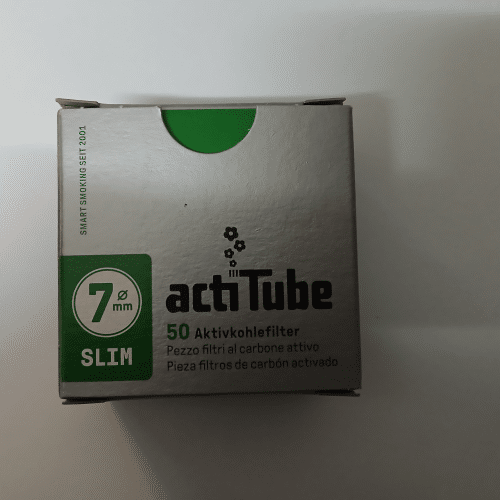 SMART SMOKING SEIT 2001
actiTube
7 ø mm
SLIM
50 Aktivkohlefilter
Pezzo filtri al carbone attivo
Pieza filtros de carbón activado